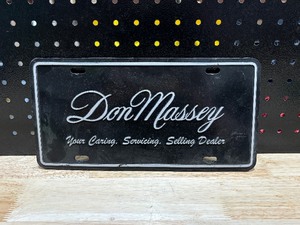 Don Massey
Your Caring, Servicing, Selling Dealer